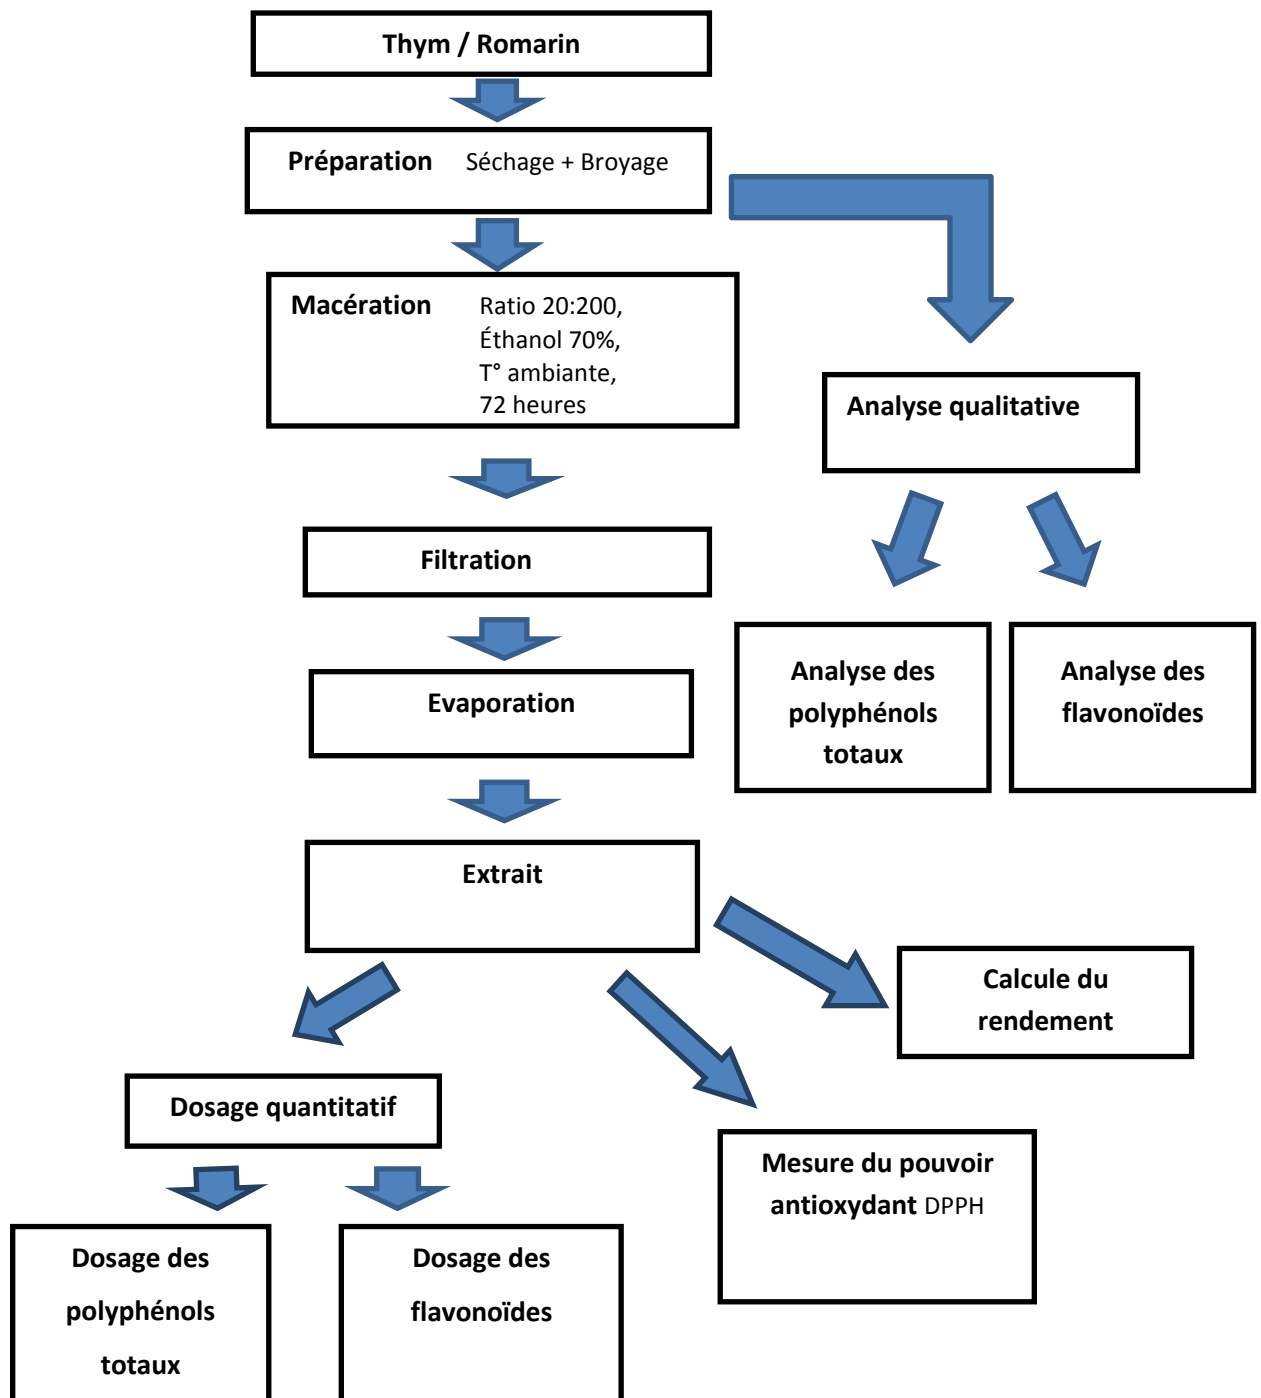 Thym / Romarin
Préparation Séchage + Broyage
Macération Ratio 20:200,
Éthanol 70%,
T° ambiante,
72 heures
Analyse qualitative
Filtration
Analyse des
polyphénols
totaux
Analyse des
flavonoïdes
Evaporation
Extrait
Calcule du
rendement
Dosage quantitatif
Mesure du pouvoir
antioxydant DPPH
Dosage des
polyphénols
totaux
Dosage des
flavonoïdes